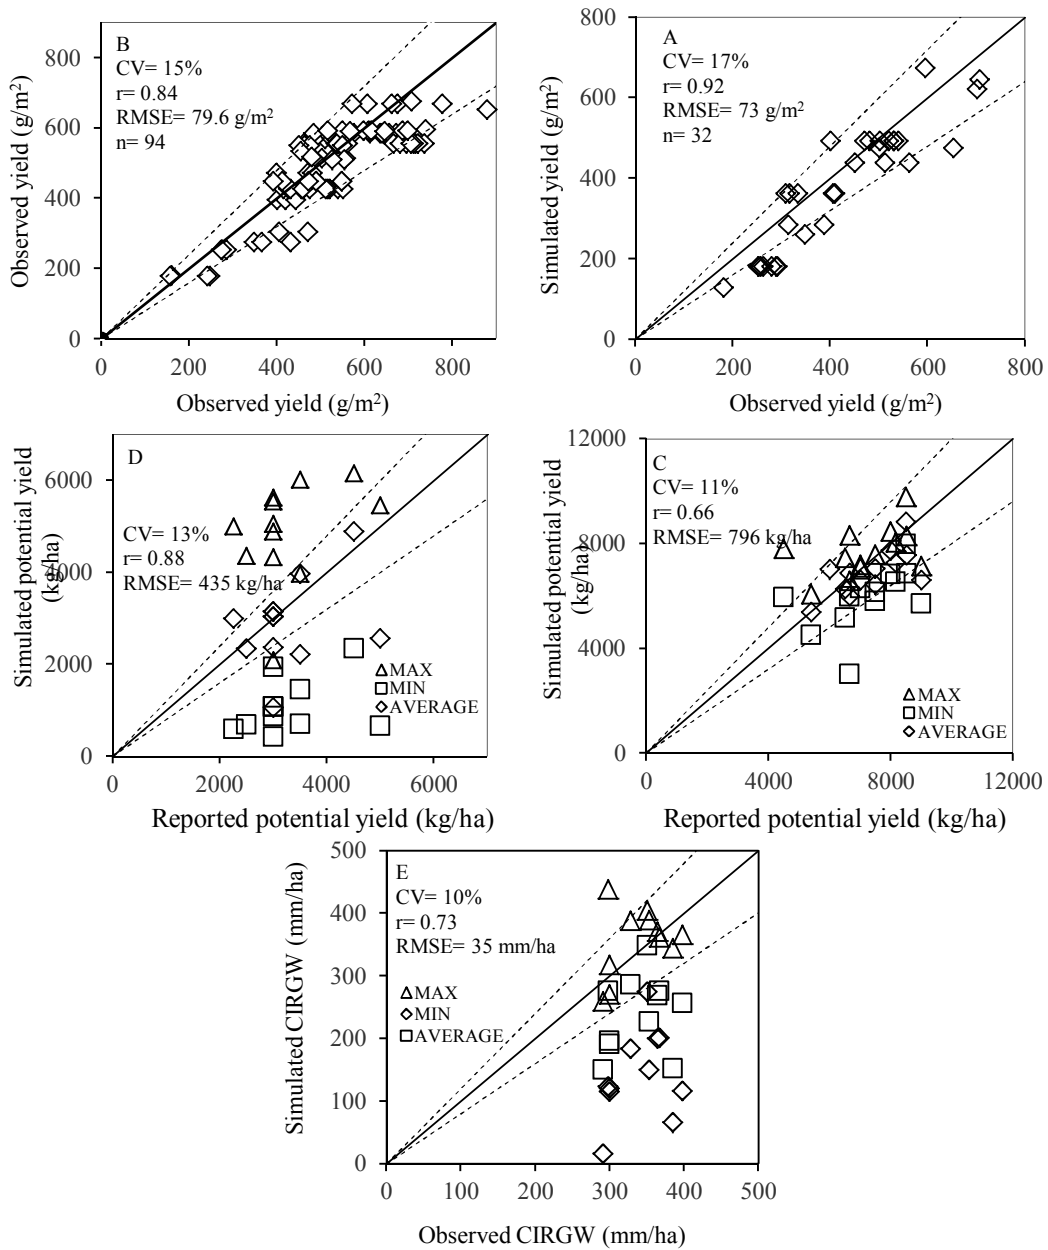 B
CV= 15%
r= 0.84
RMSE= 79.6 g/m²
n= 94
Observed yield (g/m²)
800
600
400
200
0
0 200 400 600 800
Observed yield (g/m²)
A
CV= 17%
r= 0.92
RMSE= 73 g/m²
n= 32
Simulated yield (g/m²)
800
600
400
200
0
0 200 400 600 800
Observed yield (g/m²)
D
CV= 13%
r= 0.88
RMSE= 435 kg/ha
Simulated potential yield
(kg/ha)
6000
4000
2000
0
MAX
MIN
AVERAGE
0 2000 4000 6000
Reported potential yield (kg/ha)
C
CV= 11%
r= 0.66
RMSE= 796 kg/ha
Simulated potential yield
(kg/ha)
12000
8000
4000
0
MAX
MIN
AVERAGE
0 4000 8000 12000
Reported potential yield (kg/ha)
E
CV= 10%
r= 0.73
RMSE= 35 mm/ha
Simulated CIRGW (mm/ha)
500
400
300
200
100
0
MAX
MIN
AVERAGE
0 100 200 300 400 500
Observed CIRGW (mm/ha)